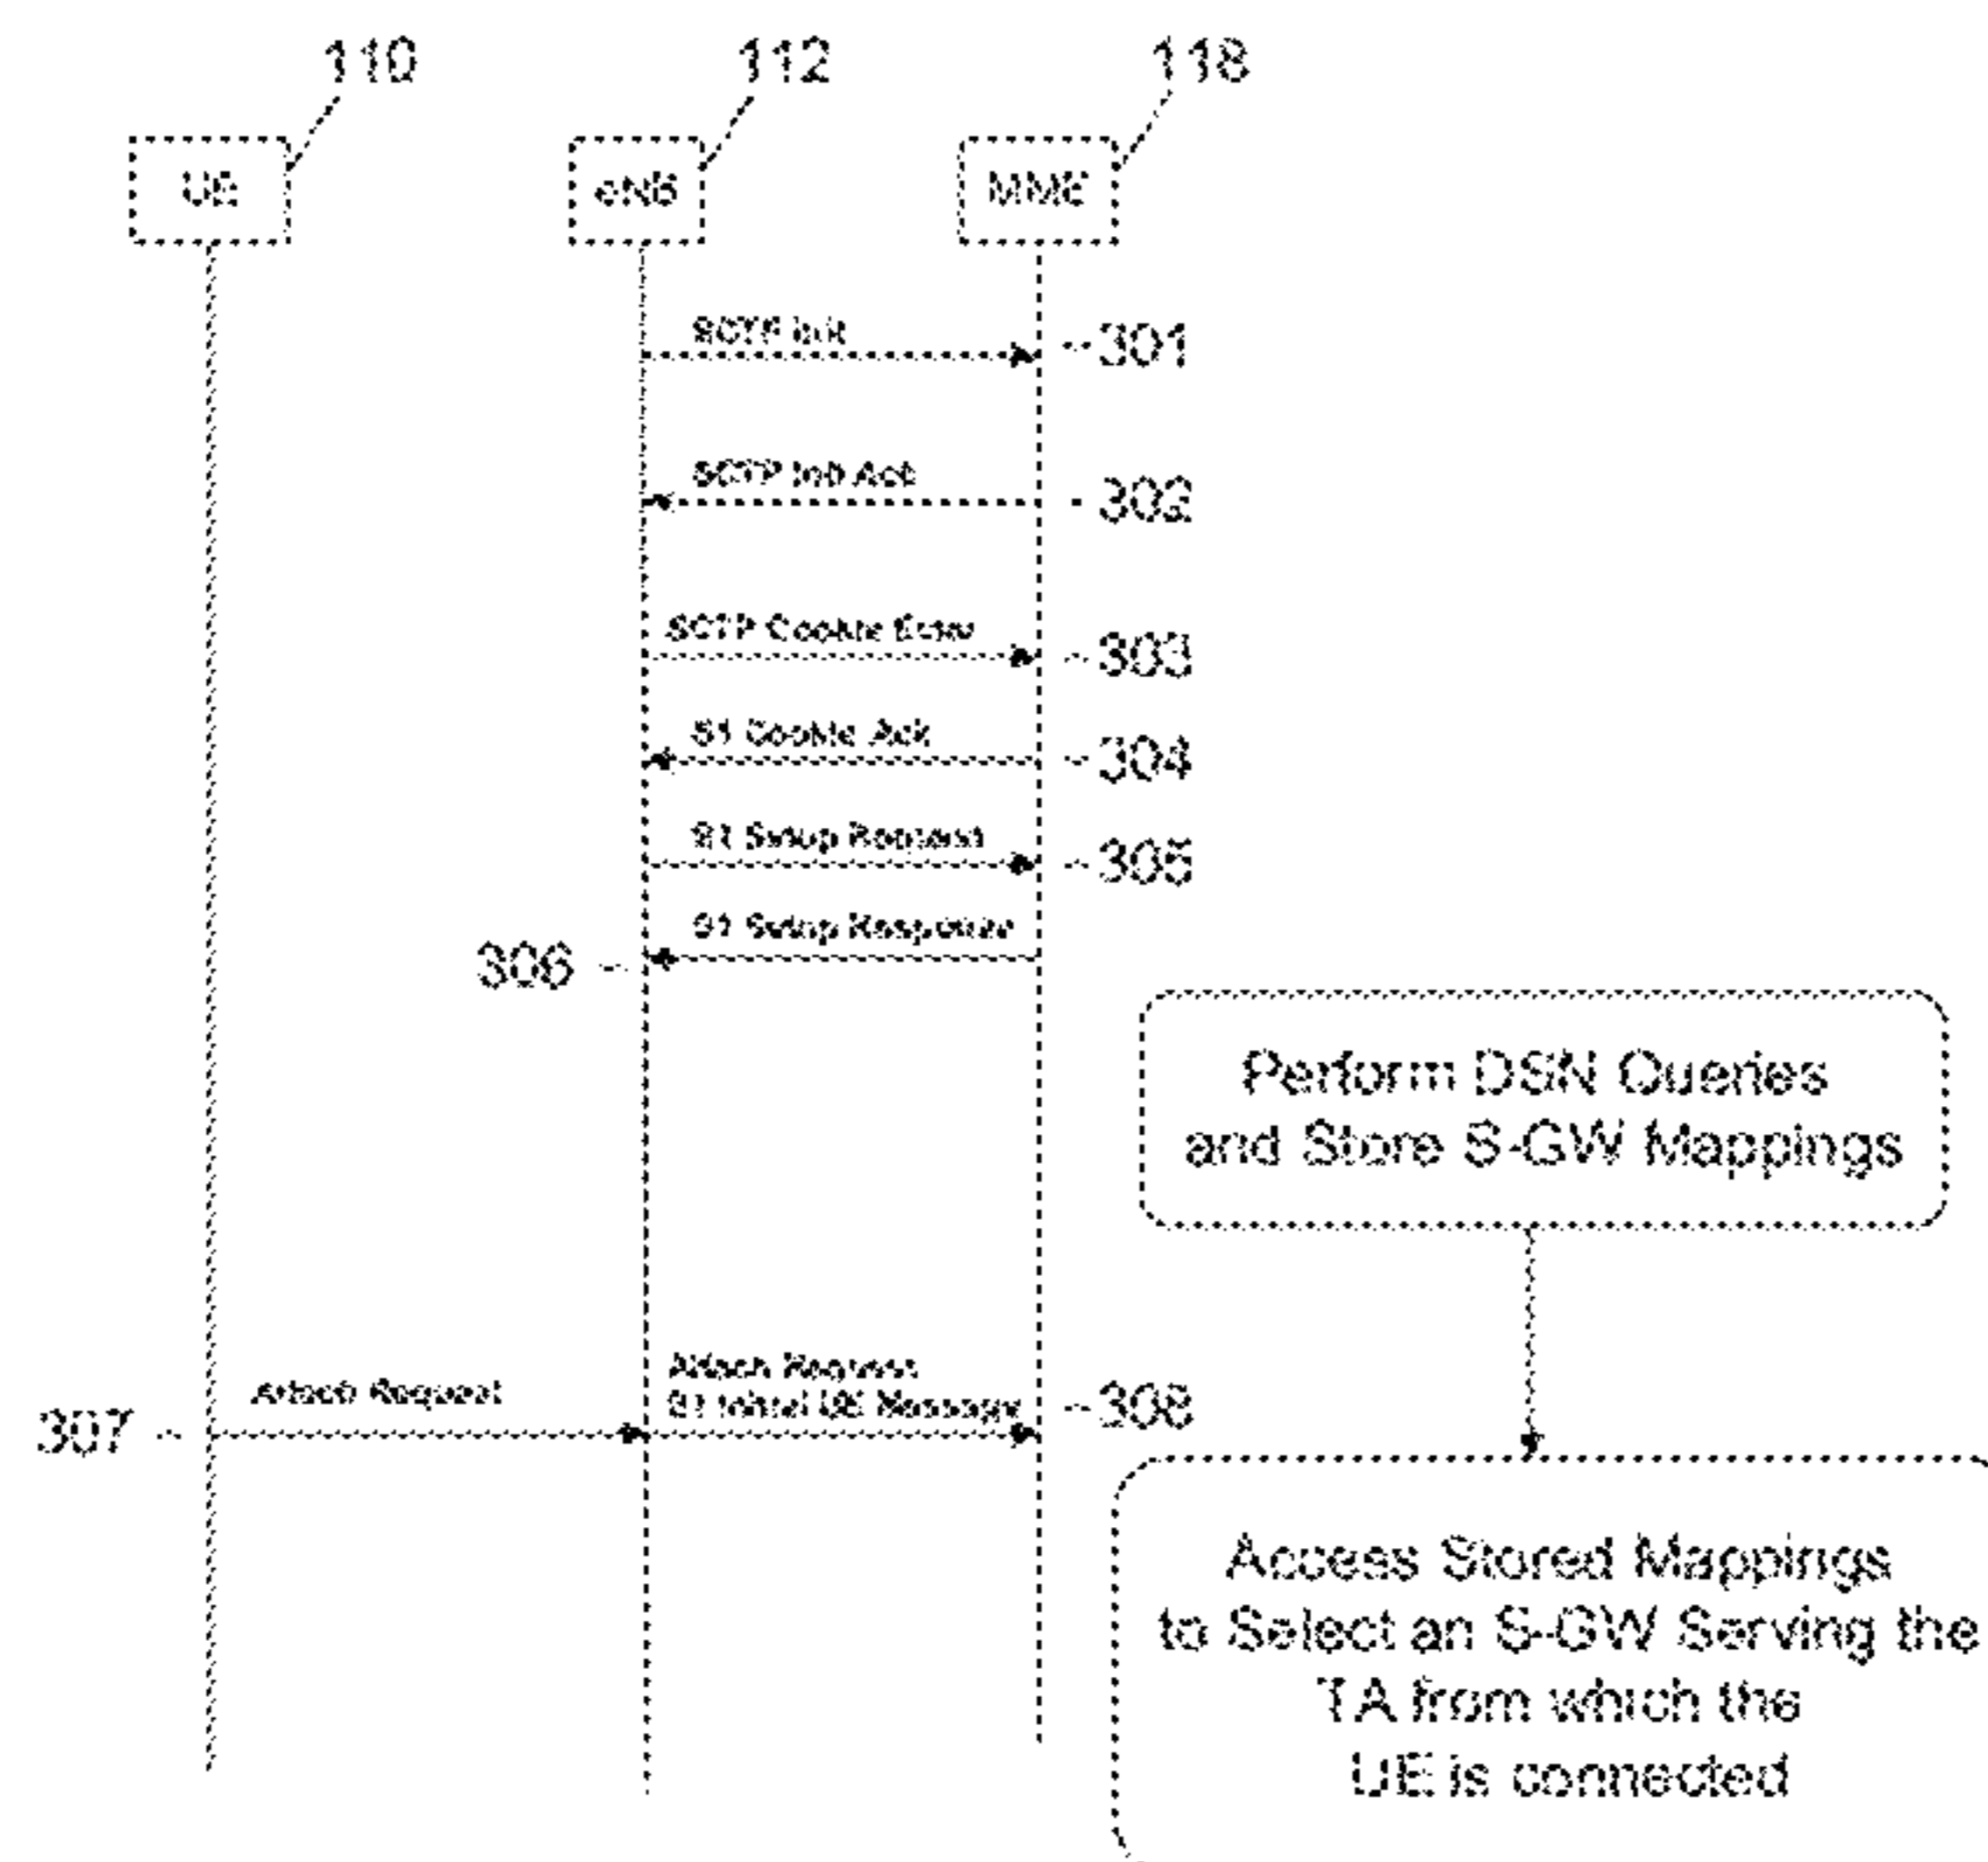 110
112
118
UE
eNB
MME
SCTP Init
301
SCTP Init Ack
302
SCTP Cookie Echo
303
S1 Cookie Ack
304
S1 Setup Request
305
S1 Setup Response
306
Perform DSN Queries
and Store S-GW Mappings
Attach Request
307
Attach Request
S1 Initial UE Message
308
Access Stored Mappings
to Select an S-GW Serving the
TA from which the
UE is connected